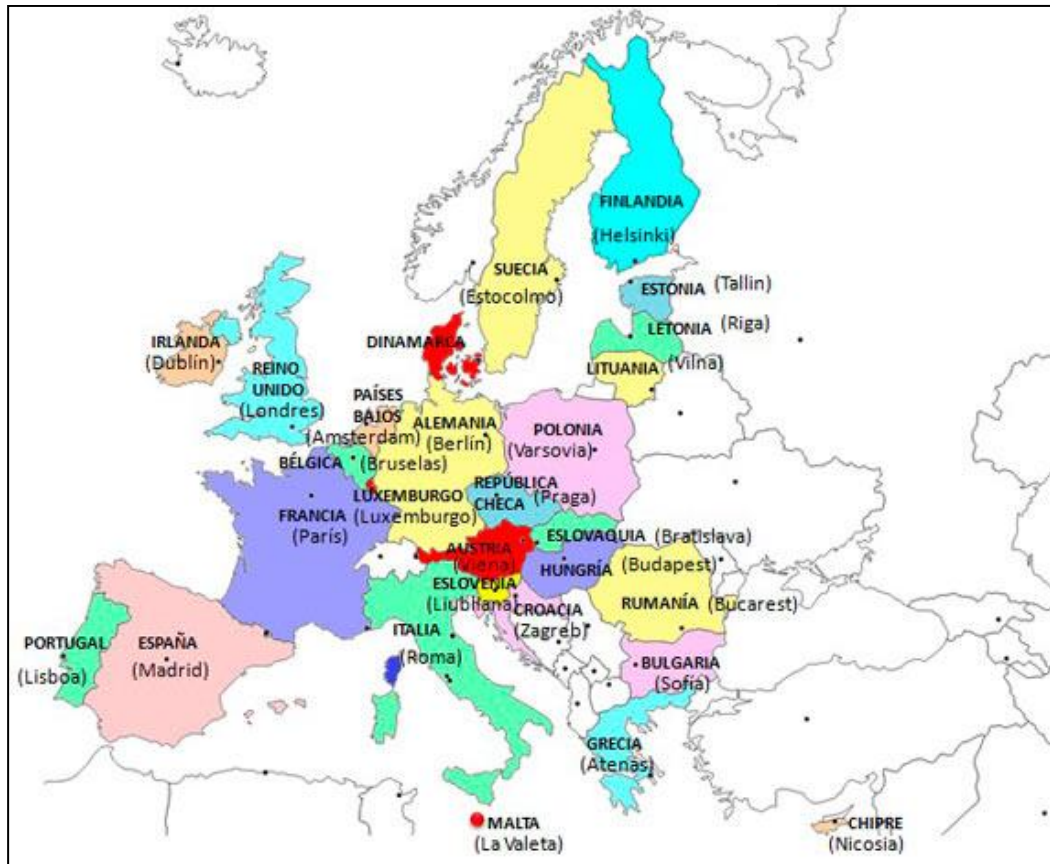 FINLANDIA
(Helsinki)
SUECIA
(Estocolmo)
ESTONIA (Tallin)
LETONIA (Riga)
DINAMARCA
LITUANIA (Vilna)
IRLANDA
(Dublín)
REINO
UNIDO
(Londres)
PAÍSES
BAJOS
(Amsterdam)
ALEMANIA
(Berlín)
POLONIA
(Varsovia)
BÉLGICA (Bruselas)
LUXEMBURGO
(Luxemburgo)
REPÚBLICA
CHECA
(Praga)
FRANCIA
(París)
ESLOVAQUIA (Bratislava)
AUSTRIA
(Viena)
HUNGRÍA (Budapest)
ESLOVENIA
(Liubliana)
CROACIA
(Zagreb)
RUMANÍA (Bucarest)
ITALIA
(Roma)
PORTUGAL
(Lisboa)
ESPAÑA
(Madrid)
BULGARIA
(Sofía)
GRECIA
(Atenas)
MALTA
(La Valeta)
CHIPRE
(Nicosia)